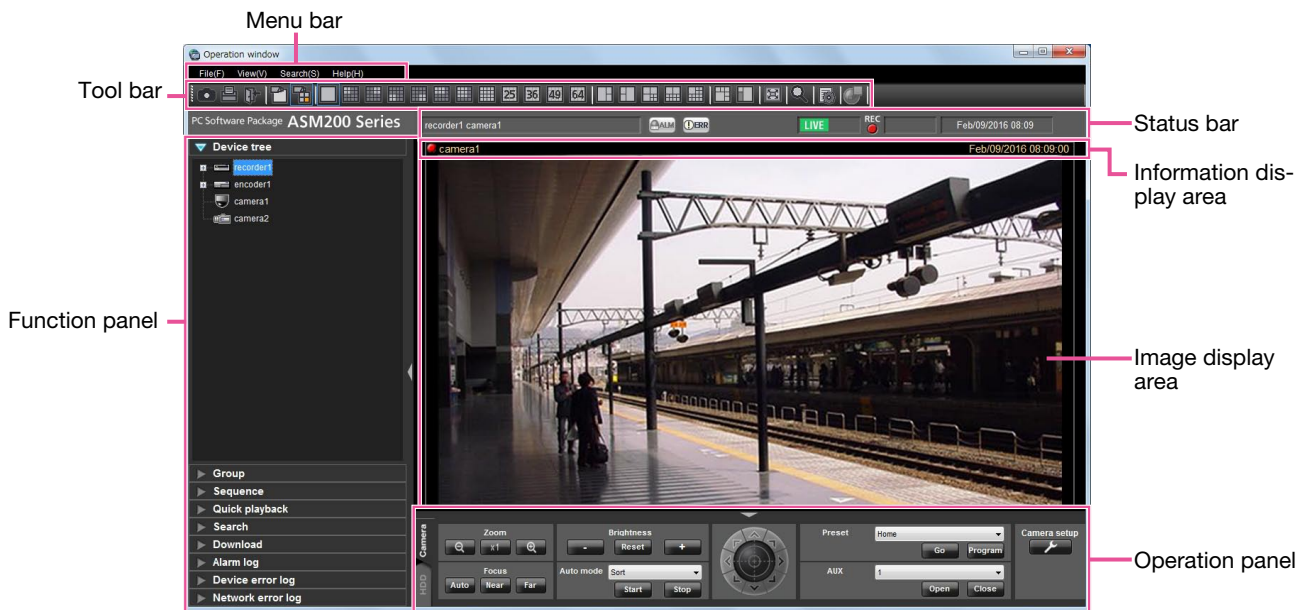 Menu bar
Operation window
File(F) View(V) Search(S) Help(H)
Tool bar
25 36 49 64
PC Software Package ASM200 Series
recorder1 camera1
ALM
ERR
LIVE
REC
Feb/09/2016 08:09
Status bar
Device tree
camera1
Feb/09/2016 08:09:00
Information dis-
play area
recorder1
encoder1
camera1
camera2
Function panel
Image display
area
Group
Sequence
Quick playback
Search
Download
Alarm log
Device error log
Network error log
Camera
HDD
Zoom
x1
Focus
Auto Near Far
Brightness
- Reset +
Auto mode Sort
Start Stop
Preset Home
Go Program
AUX 1
Open Close
Camera setup
Operation panel